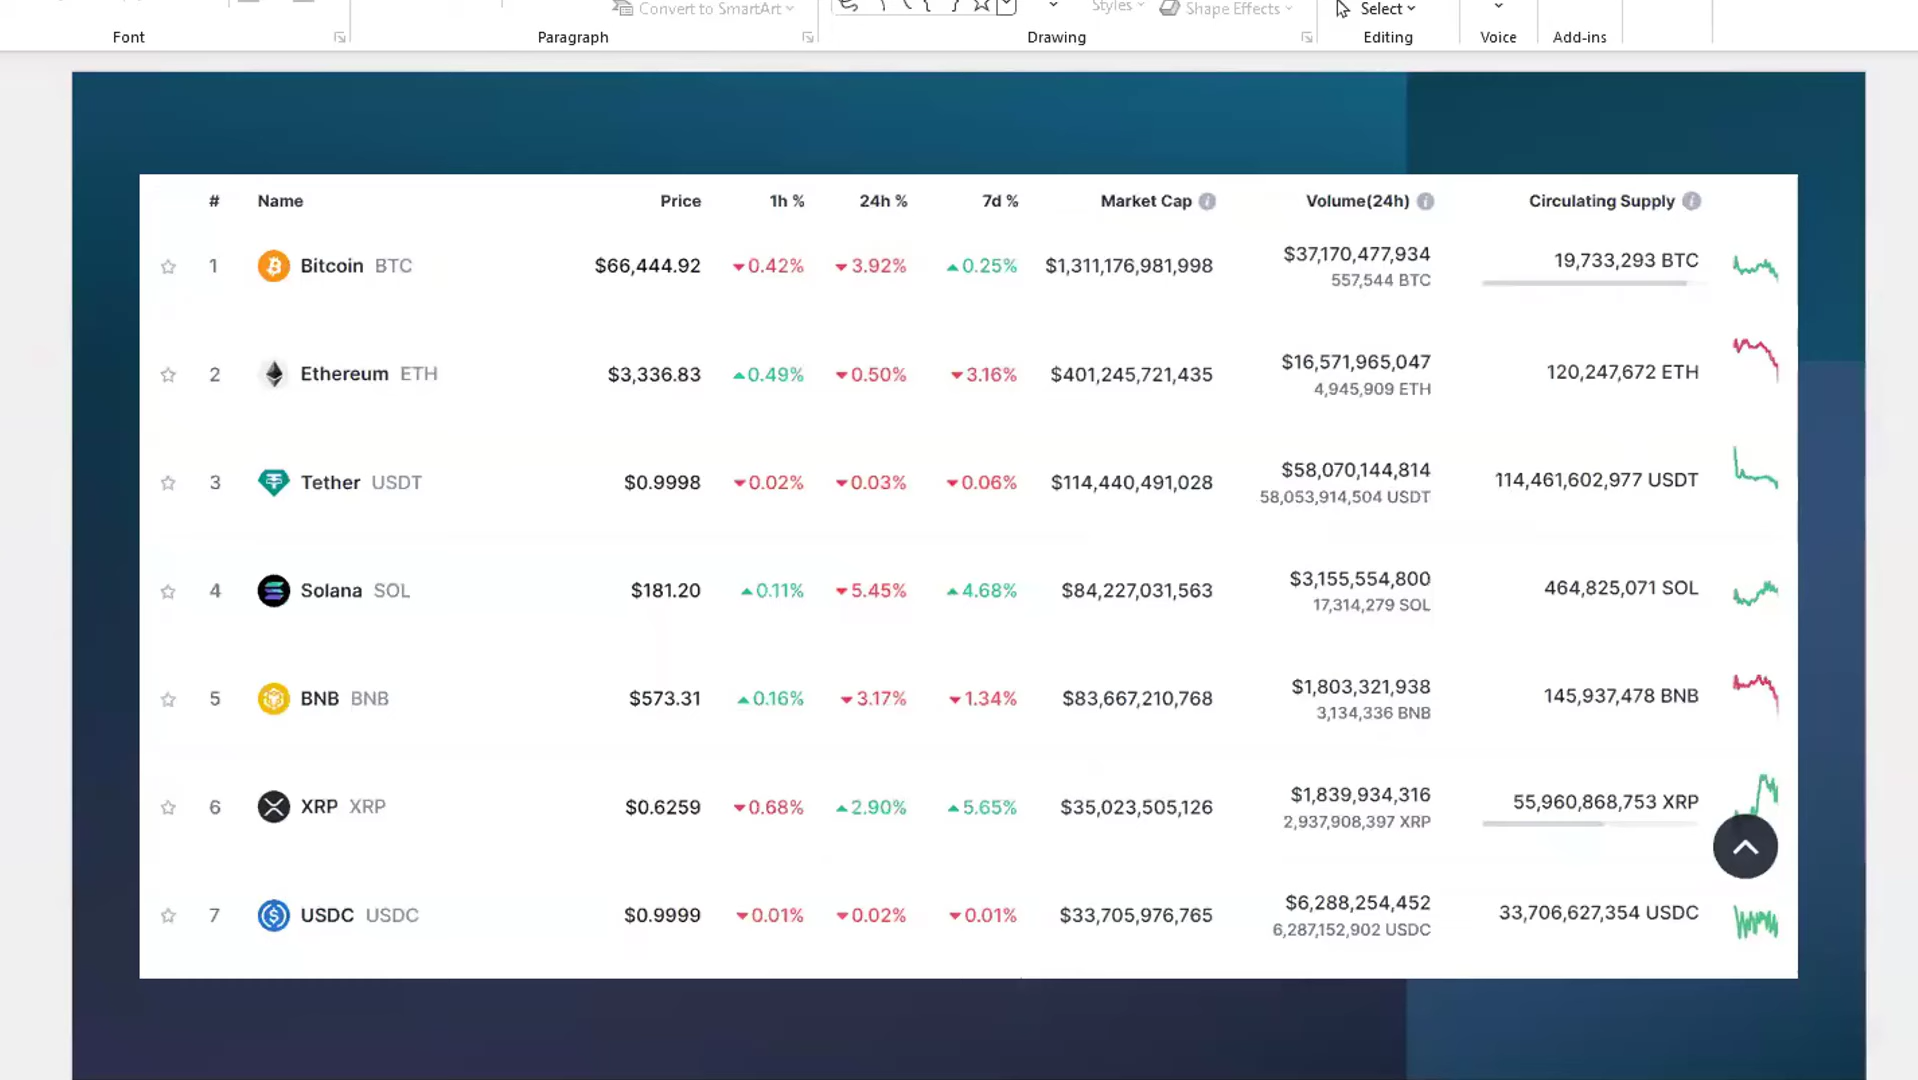 Convert to SmartArt
Styles
Shape Effects
Select
Font
Paragraph
Drawing
Editing
Voice
Add-ins
# Name Price 1h % 24h % 7d % Market Cap Volume(24h) Circulating Supply
1 Bitcoin BTC $66,444.92 0.42% 3.92% 0.25% $1,311,176,981,998 $37,170,477,934 19,733,293 BTC
557,544 BTC
2 Ethereum ETH $3,336.83 0.49% 0.50% 3.16% $401,245,721,435 $16,571,965,047 120,247,672 ETH
4,945,909 ETH
3 Tether USDT $0.9998 0.02% 0.03% 0.06% $114,440,491,028 $58,070,144,814 114,461,602,977 USDT
58,053,914,504 USDT
4 Solana SOL $181.20 0.11% 5.45% 4.68% $84,227,031,563 $3,155,554,800 464,825,071 SOL
17,314,279 SOL
5 BNB BNB $573.31 0.16% 3.17% 1.34% $83,667,210,768 $1,803,321,938 145,937,478 BNB
3,134,336 BNB
6 XRP XRP $0.6259 0.68% 2.90% 5.65% $35,023,505,126 $1,839,934,316 55,960,868,753 XRP
2,937,908,397 XRP
7 USDC USDC $0.9999 0.01% 0.02% 0.01% $33,705,976,765 $6,288,254,452 33,706,627,354 USDC
6,287,152,902 USDC